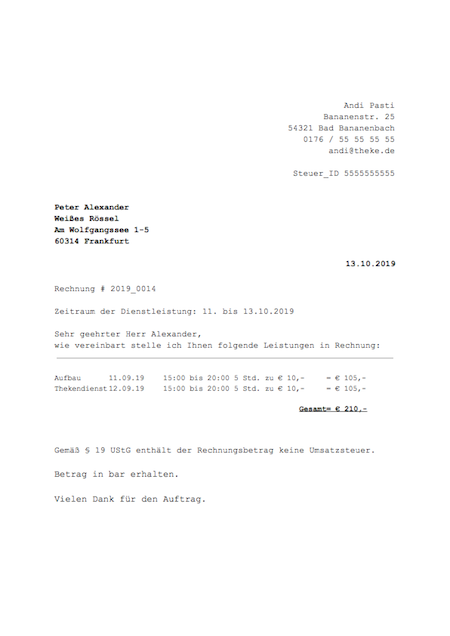 Andi Pasti
Bananenstr. 25
54321 Bad Bananenbach
0176 / 55 55 55 55
andi@theke.de
Steuer_ID 5555555555
Peter Alexander
Weißes Rössel
Am Wolfgangssee 1-5
60314 Frankfurt
13.10.2019
Rechnung # 2019_0014
Zeitraum der Dienstleistung: 11. bis 13.10.2019
Sehr geehrter Herr Alexander,
wie vereinbart stelle ich Ihnen folgende Leistungen in Rechnung:
Aufbau 11.09.19 15:00 bis 20:00 5 Std. zu € 10,- = € 105,-
Thekendienst 12.09.19 15:00 bis 20:00 5 Std. zu € 10,- = € 105,-
Gesamt= € 210,-
Gemäß § 19 UStG enthält der Rechnungsbetrag keine Umsatzsteuer.
Betrag in bar erhalten.
Vielen Dank für den Auftrag.